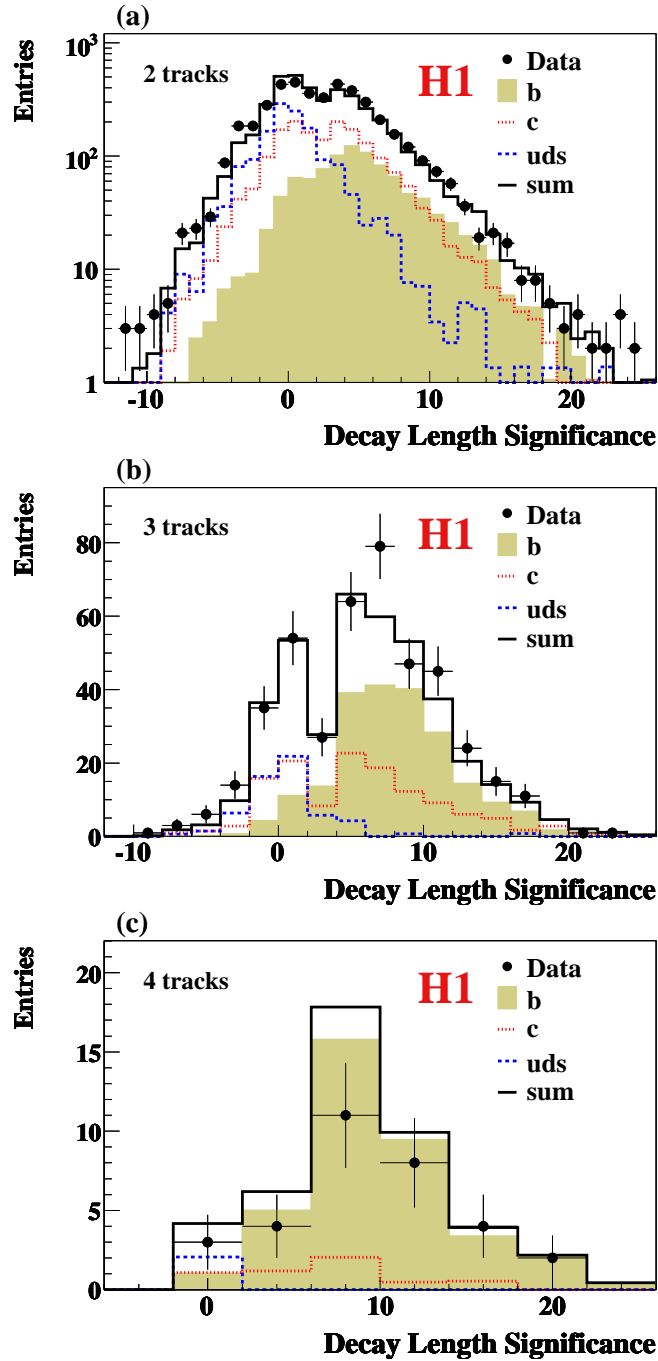 (a)
Entries
10³
10²
10
1
2 tracks
H1
Data
b
c
uds
sum
-10 0 10 20
Decay Length Significance
(b)
Entries
80
60
40
20
0
3 tracks
H1
Data
b
c
uds
sum
-10 0 10 20
Decay Length Significance
(c)
Entries
20
15
10
5
0
4 tracks
H1
Data
b
c
uds
sum
0 10 20
Decay Length Significance